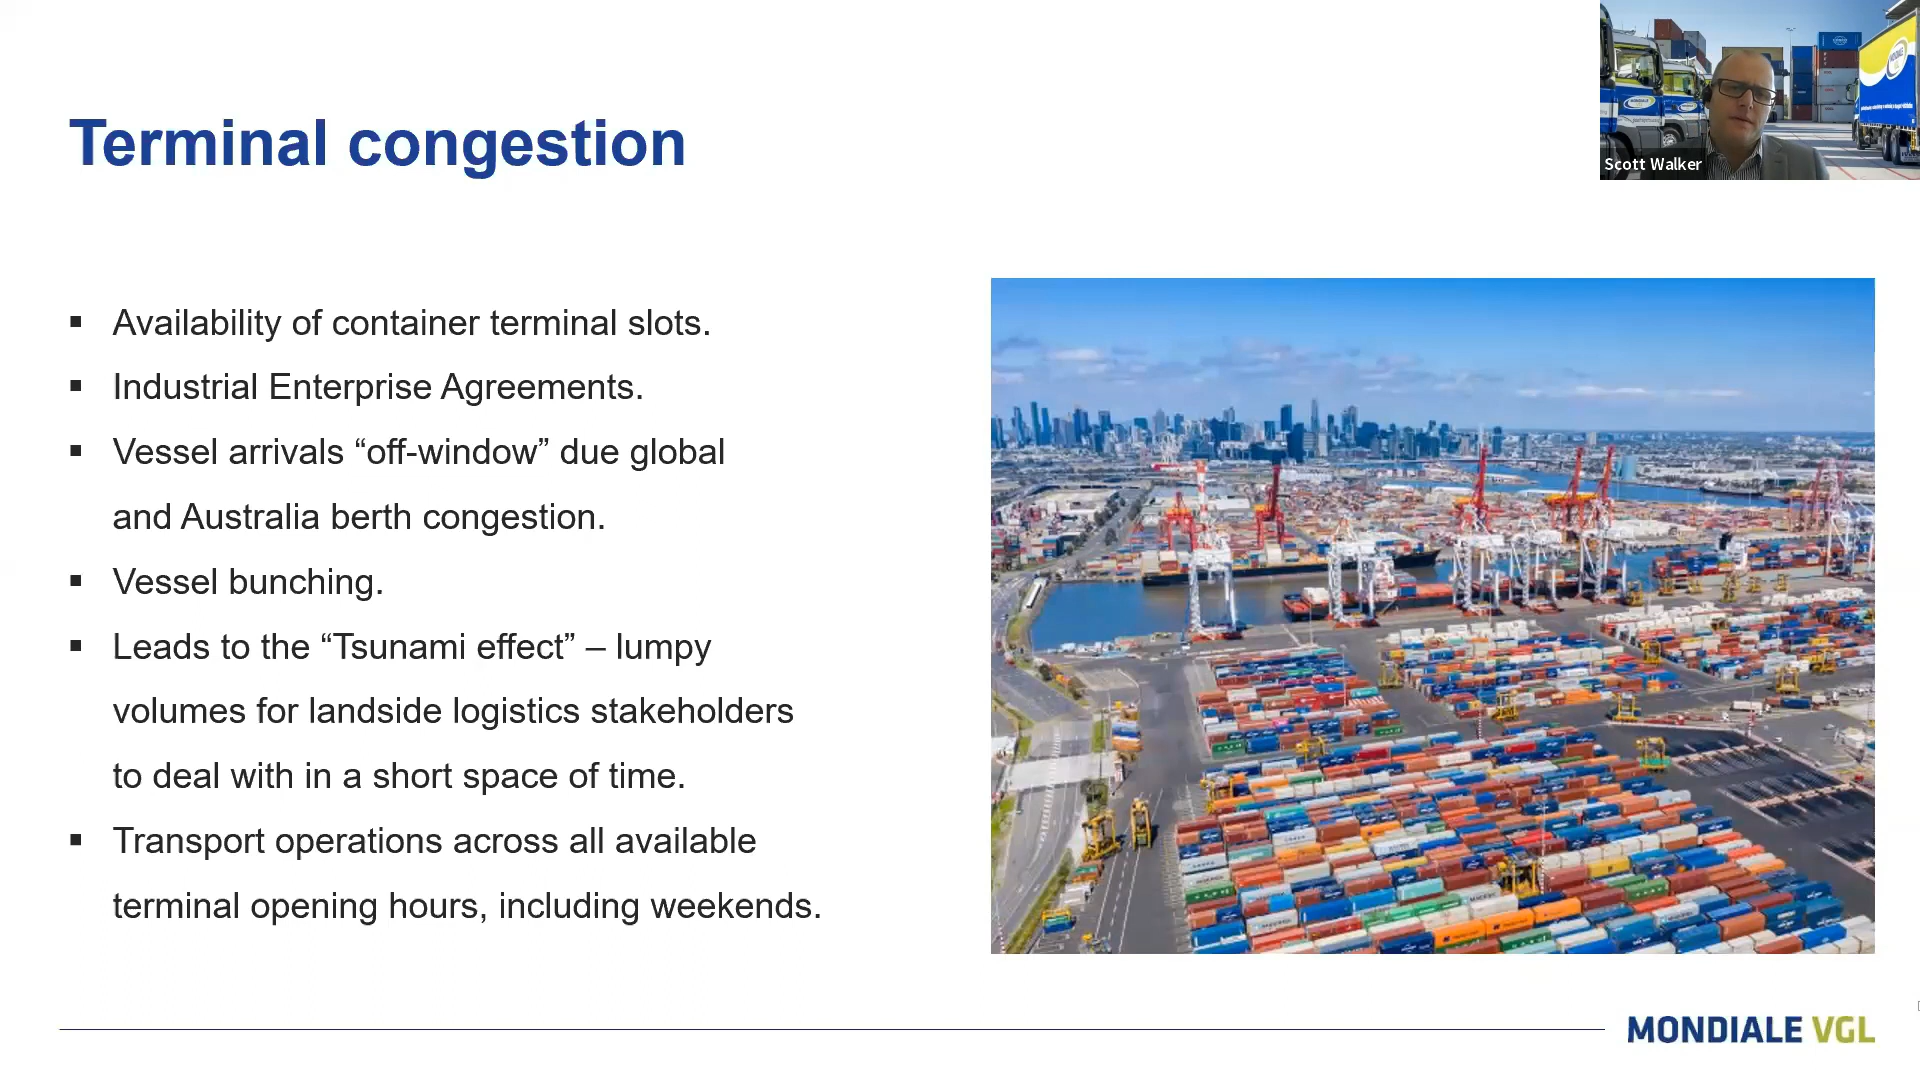 Scott Walker
Terminal congestion
▪ Availability of container terminal slots.
▪ Industrial Enterprise Agreements.
▪ Vessel arrivals “off-window” due global
and Australia berth congestion.
▪ Vessel bunching.
▪ Leads to the “Tsunami effect” – lumpy
volumes for landside logistics stakeholders
to deal with in a short space of time.
▪ Transport operations across all available
terminal opening hours, including weekends.
MONDIALE VGL